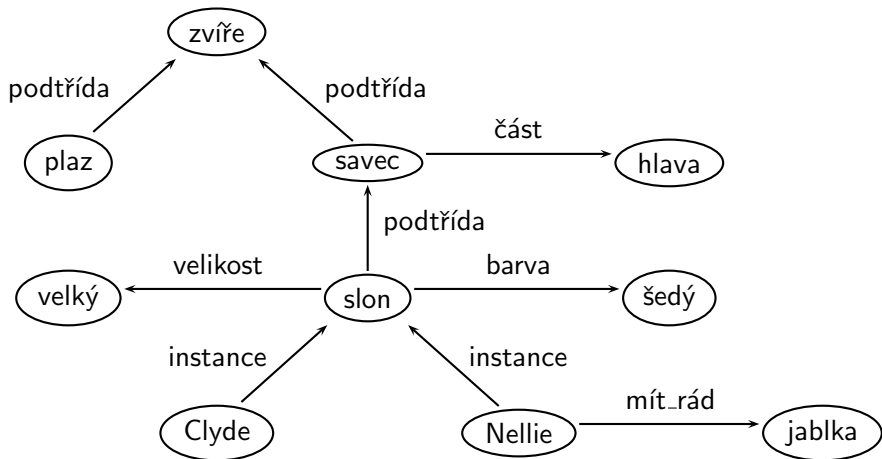 zvíře
podtřída podtřída
plaz savec část hlava
podtřída
velký velikost slon barva šedý
instance instance
Clyde Nellie mít_rád jablka